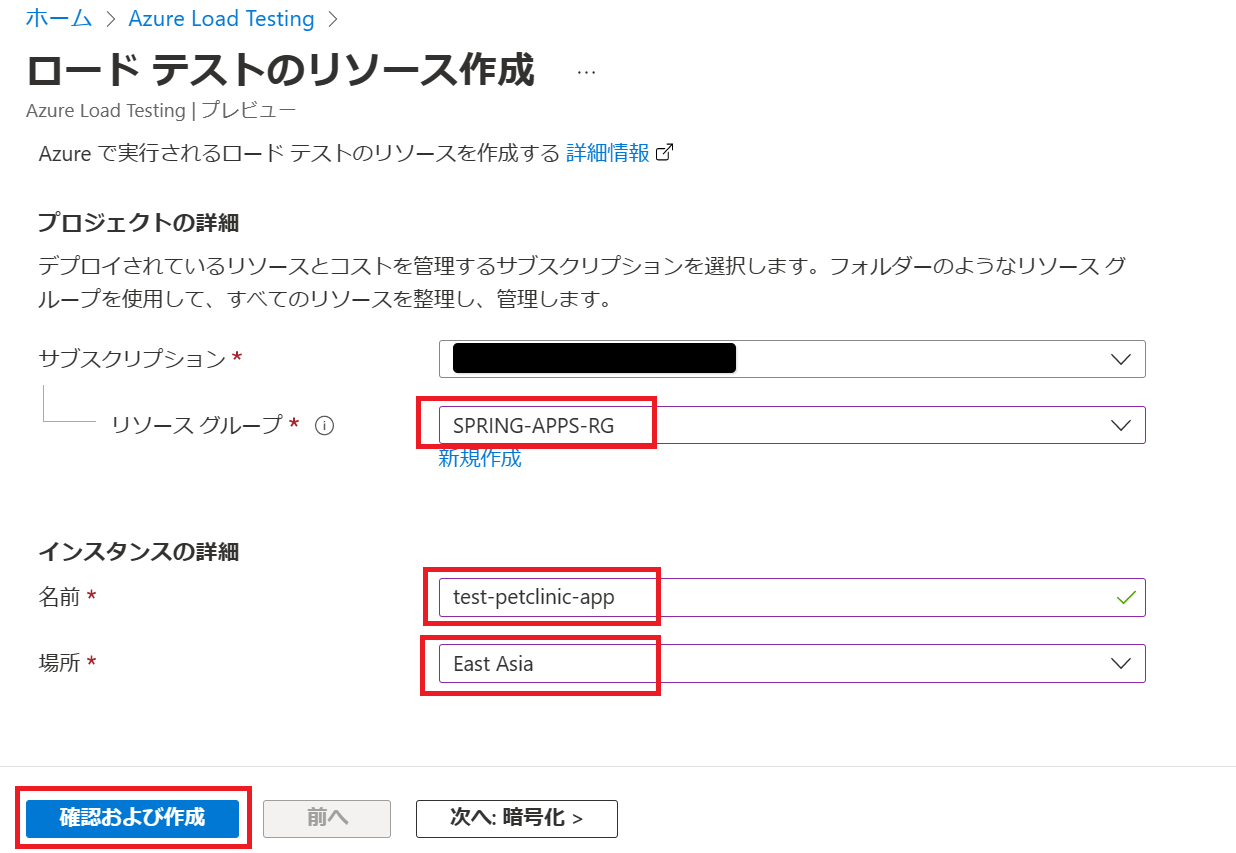 ホーム > Azure Load Testing >
ロード テストのリソース作成 …
Azure Load Testing | プレビュー
Azure で実行されるロード テストのリソースを作成する 詳細情報
プロジェクトの詳細
デプロイされているリソースとコストを管理するサブスクリプションを選択します。フォルダーのようなリソース グ
ループを使用して、すべてのリソースを整理し、管理します。
サブスクリプション *
リソース グループ * SPRING-APPS-RG
新規作成
インスタンスの詳細
名前 * test-petclinic-app
場所 * East Asia
確認および作成 前へ 次へ: 暗号化 >